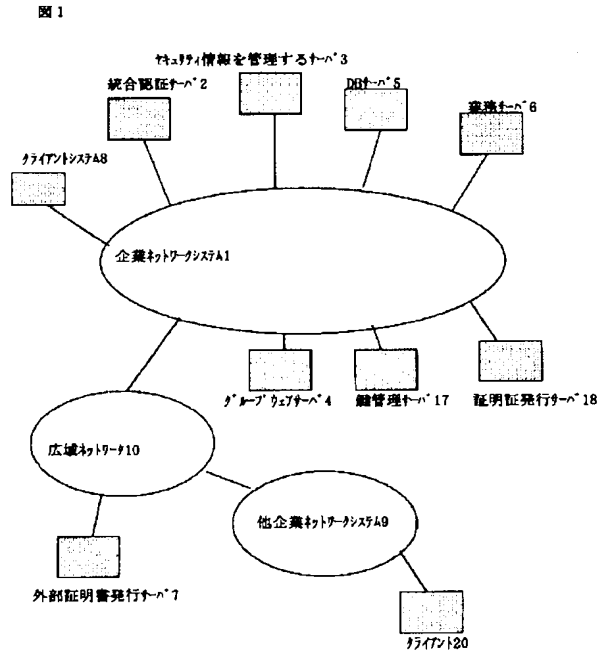 図1
セキュリティ情報を管理するサーバ3
統合認証サーバ2
DBサーバ5
業務サーバ6
クライアントシステム8
企業ネットワークシステム1
グループウェアサーバ4
鍵管理サーバ17
証明証発行サーバ18
広域ネットワータ10
他企業ネットワークシステム9
外部証明書発行サーバ7
クライアント20